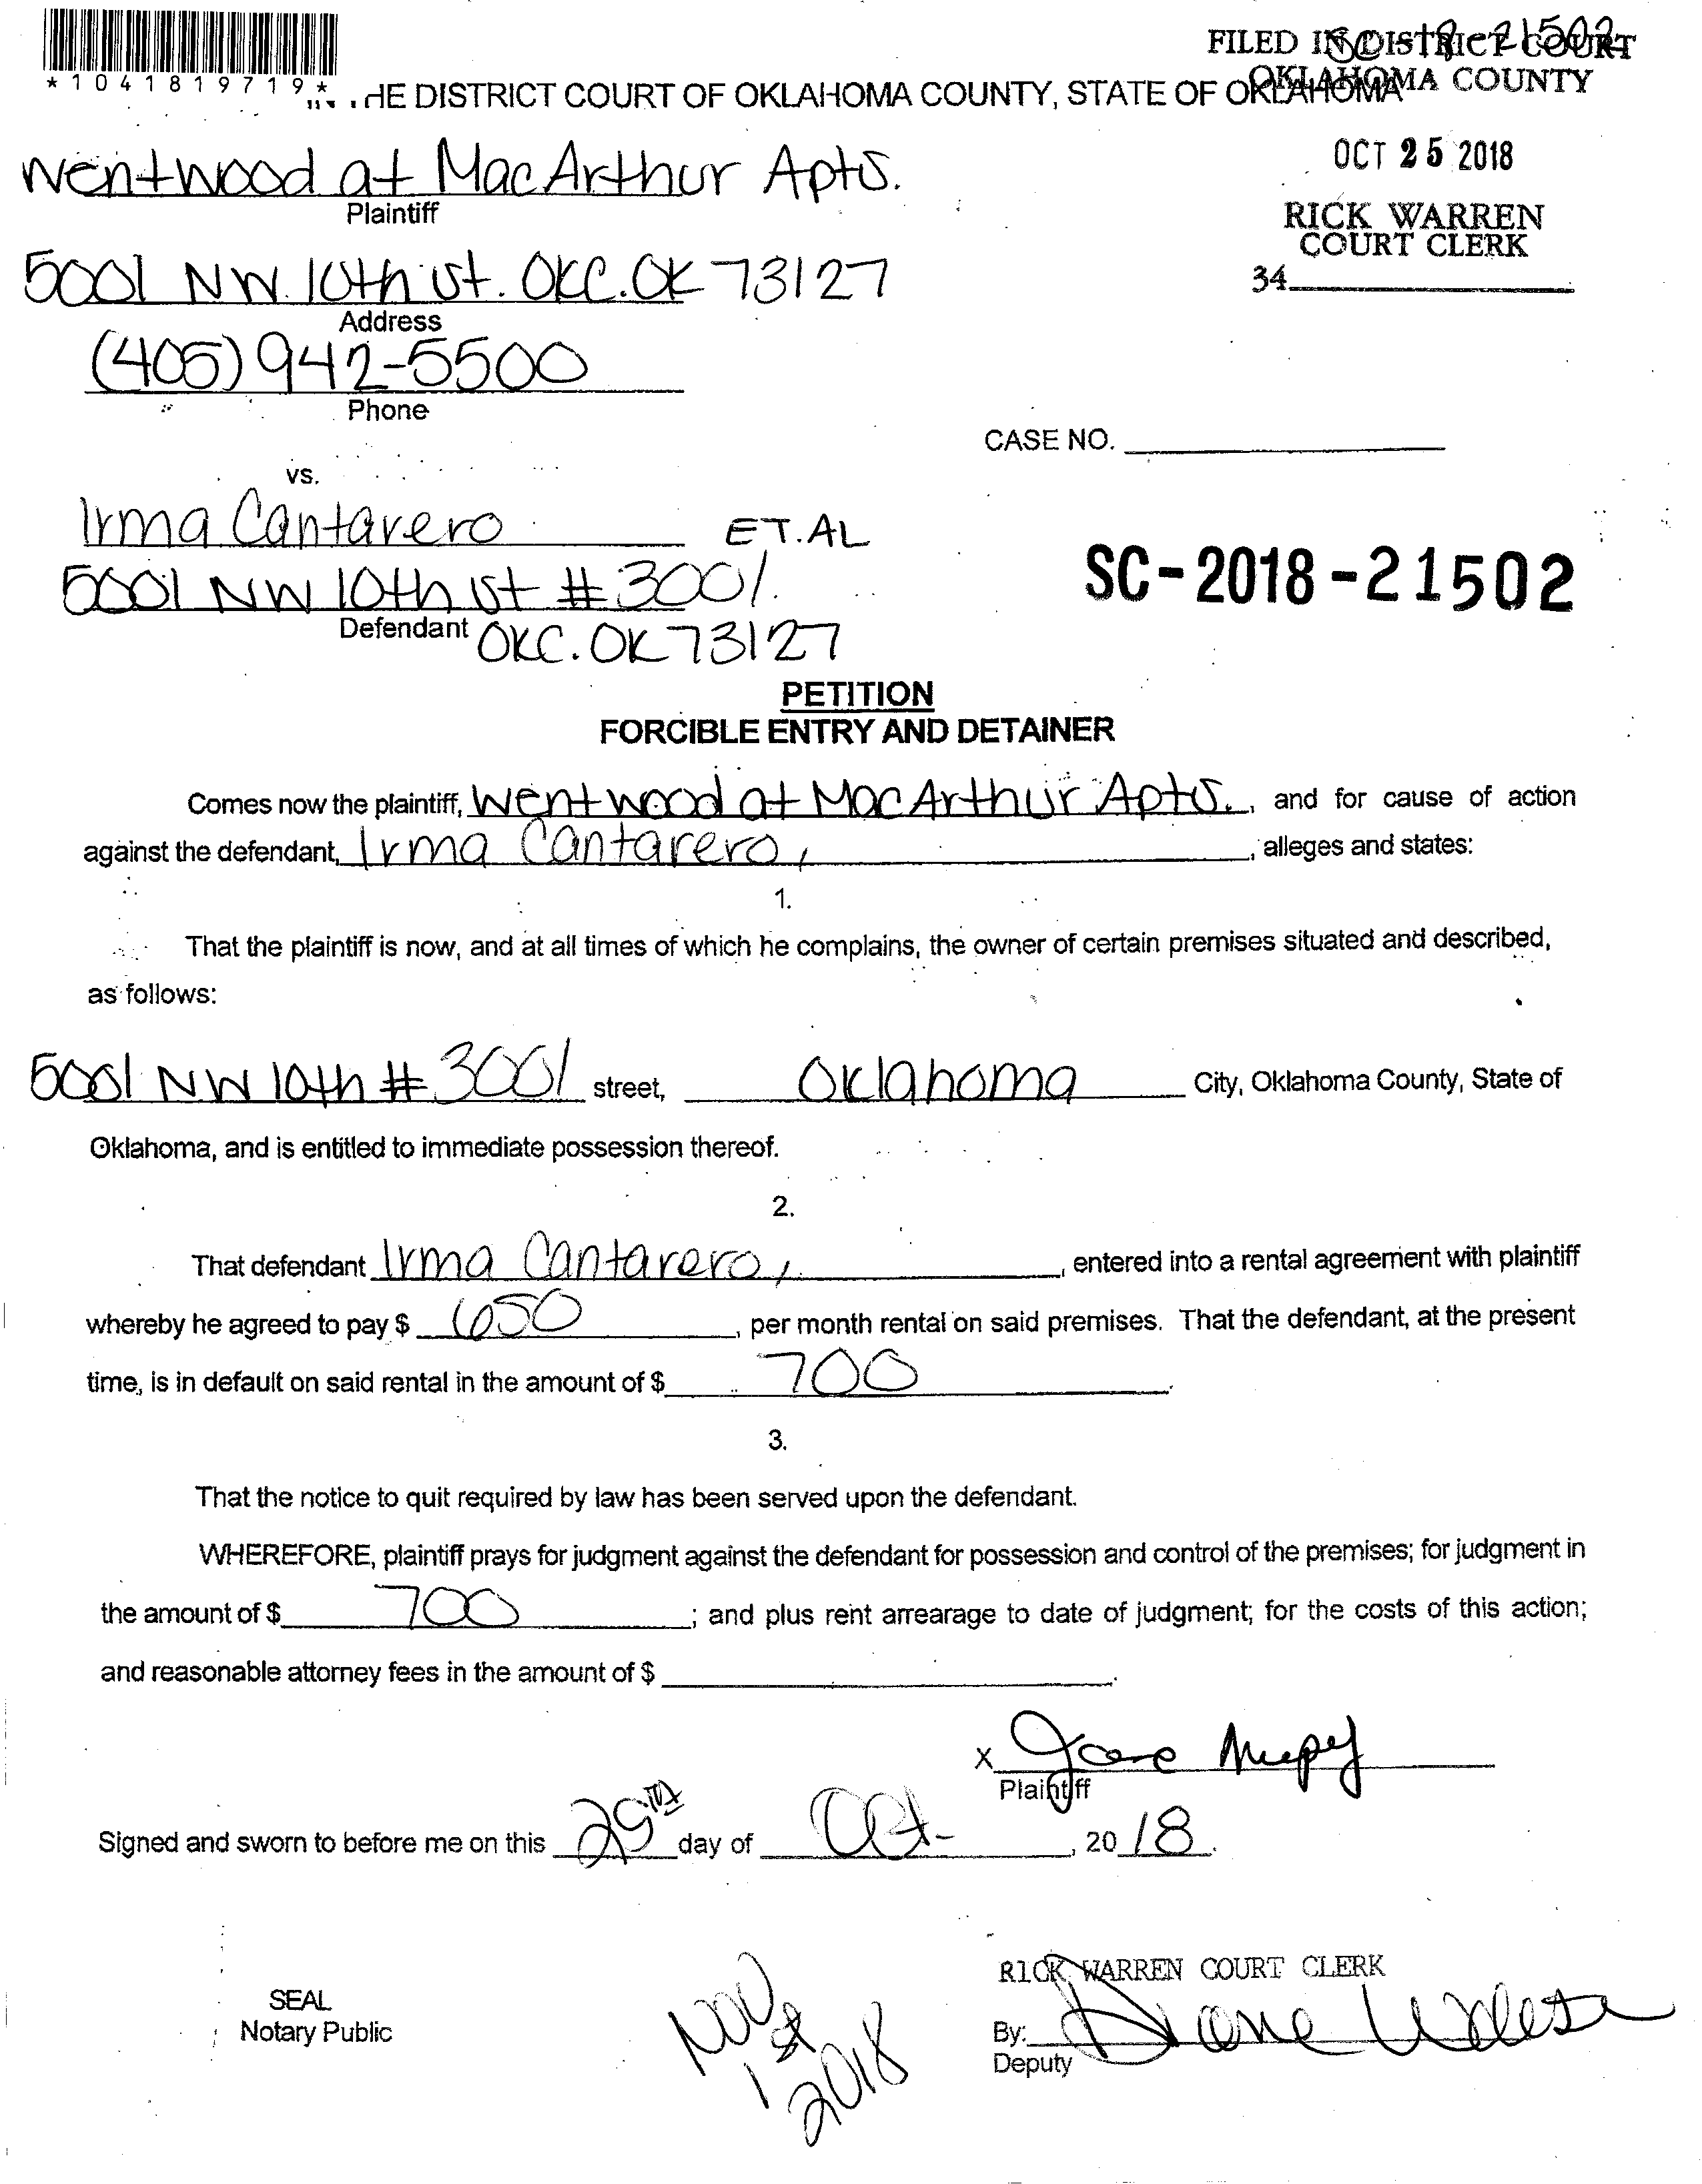 FILED IN DISTRICT COURT
OKLAHOMA COUNTY
*1041819719*
THE DISTRICT COURT OF OKLAHOMA COUNTY, STATE OF OKLAHOMA
Wentwood at MacArthur Apts.
Plaintiff
OCT 25 2018
RICK WARREN
COURT CLERK
34
5001 NW 10th st. OKC. OK 73127
Address
(405) 942-5500
Phone
CASE NO.
vs.
Irma Cantarero ET.AL
5001 NW 10th st # 3001.
Defendant OKC. OK 73127
SC-2018-21502
PETITION
FORCIBLE ENTRY AND DETAINER
Comes now the plaintiff, Wentwood at MacArthur Apts., and for cause of action
against the defendant, Irma Cantarero, , alleges and states:
1.
That the plaintiff is now, and at all times of which he complains, the owner of certain premises situated and described,
as follows:
5001 NW 10th # 3001 street, Oklahoma City, Oklahoma County, State of
Oklahoma, and is entitled to immediate possession thereof.
2.
That defendant Irma Cantarero, , entered into a rental agreement with plaintiff
whereby he agreed to pay $ 650 , per month rental on said premises. That the defendant, at the present
time, is in default on said rental in the amount of $ 700 .
3.
That the notice to quit required by law has been served upon the defendant.
WHEREFORE, plaintiff prays for judgment against the defendant for possession and control of the premises; for judgment in
the amount of $ 700 ; and plus rent arrearage to date of judgment; for the costs of this action;
and reasonable attorney fees in the amount of $ .
X
Plaintiff
Signed and sworn to before me on this 25th day of Oct- , 20 18.
RICK WARREN COURT CLERK
SEAL
Notary Public
Nov
1st
2018
By: Diane
Deputy